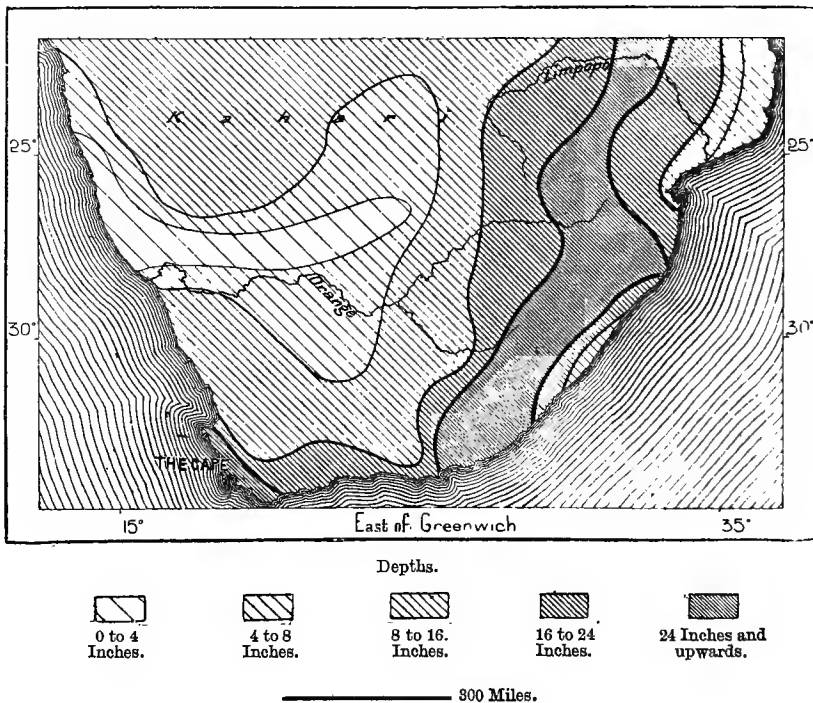 Kahar
Limpopo
25°
25°
Orange
30°
30°
THE CAPE
15°
East of. Greenwich
35°
Depths.
0 to 4
Inches.
4 to 8
Inches.
8 to 16.
Inches.
16 to 24
Inches.
24 Inches and
upwards.
300 Miles.